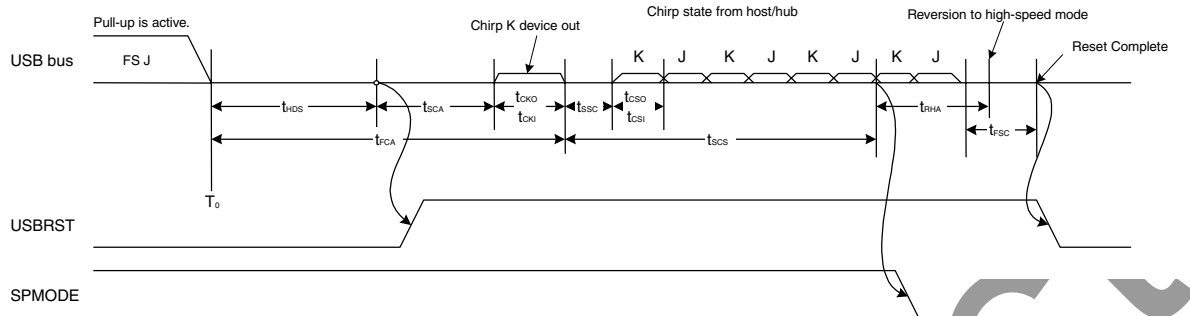 Pull-up is active.
Chirp K device out
Chirp state from host/hub
Reversion to high-speed mode
USB bus
FS J
K J K J K J K J
Reset Complete
tHDS
tSCA
tCKO
tCKI
tSSC
tCSO
tCSI
tRHA
tFSC
tFCA
tSCS
T0
USBRST
SPMODE